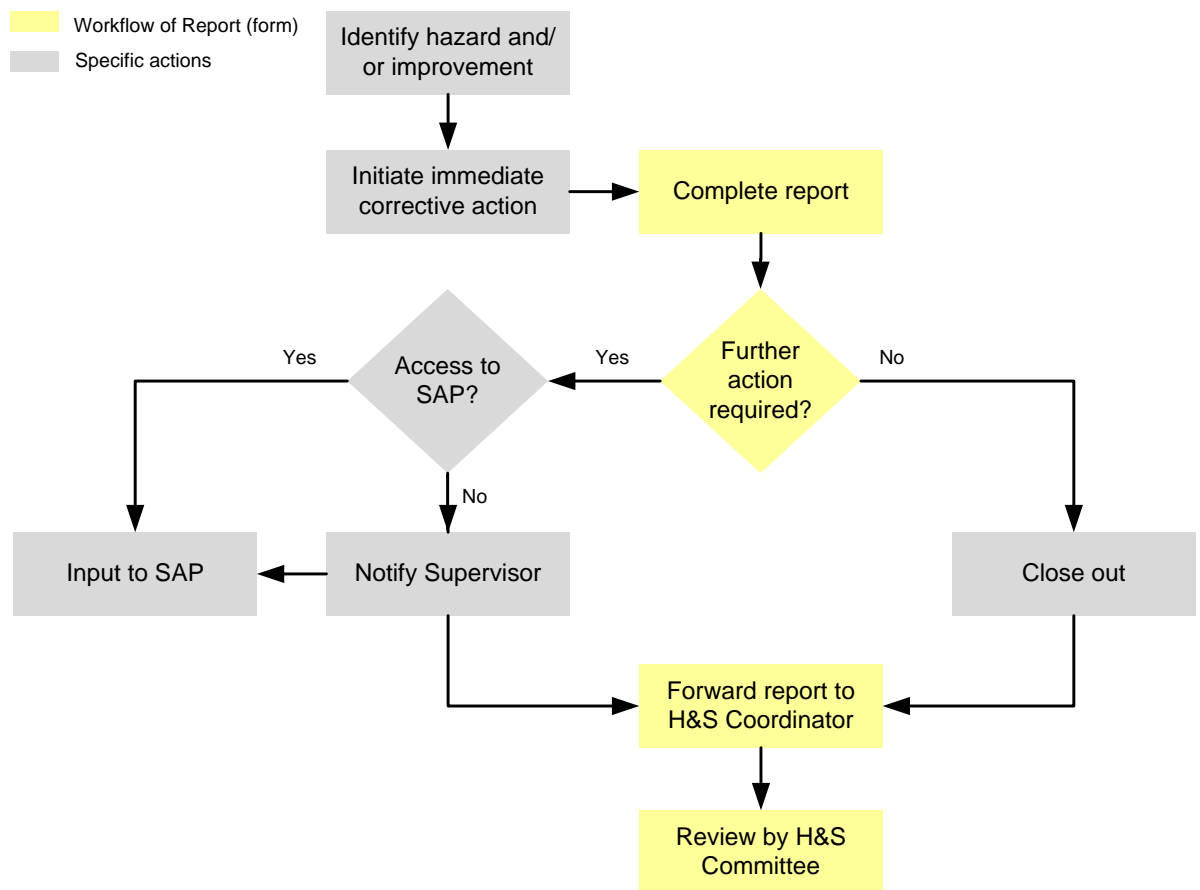 Workflow of Report (form)
Specific actions
Identify hazard and/
or improvement
Initiate immediate
corrective action
Complete report
Further
action
required?
Yes
No
Access to
SAP?
Yes
No
Input to SAP
Notify Supervisor
Close out
Forward report to
H&S Coordinator
Review by H&S
Committee